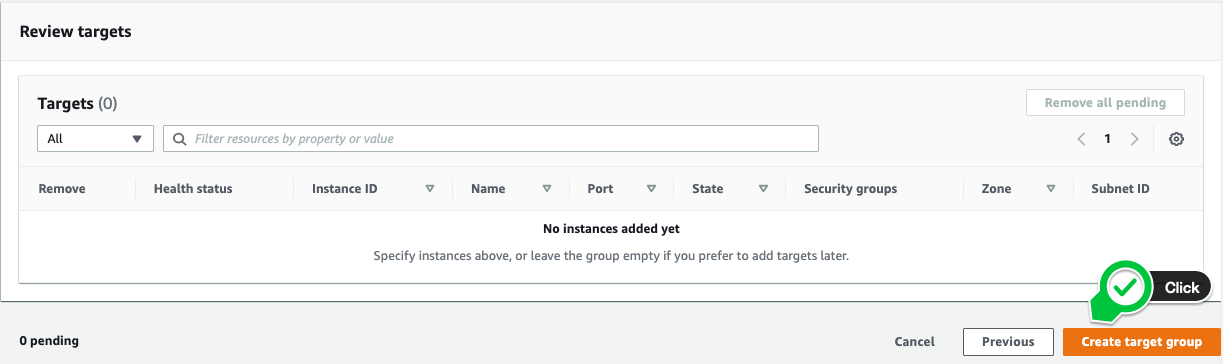 Review targets
Targets (0)
Remove all pending
All
Filter resources by property or value
1
Remove Health status Instance ID Name Port State Security groups Zone Subnet ID
No instances added yet
Specify instances above, or leave the group empty if you prefer to add targets later.
Click
0 pending
Cancel Previous Create target group